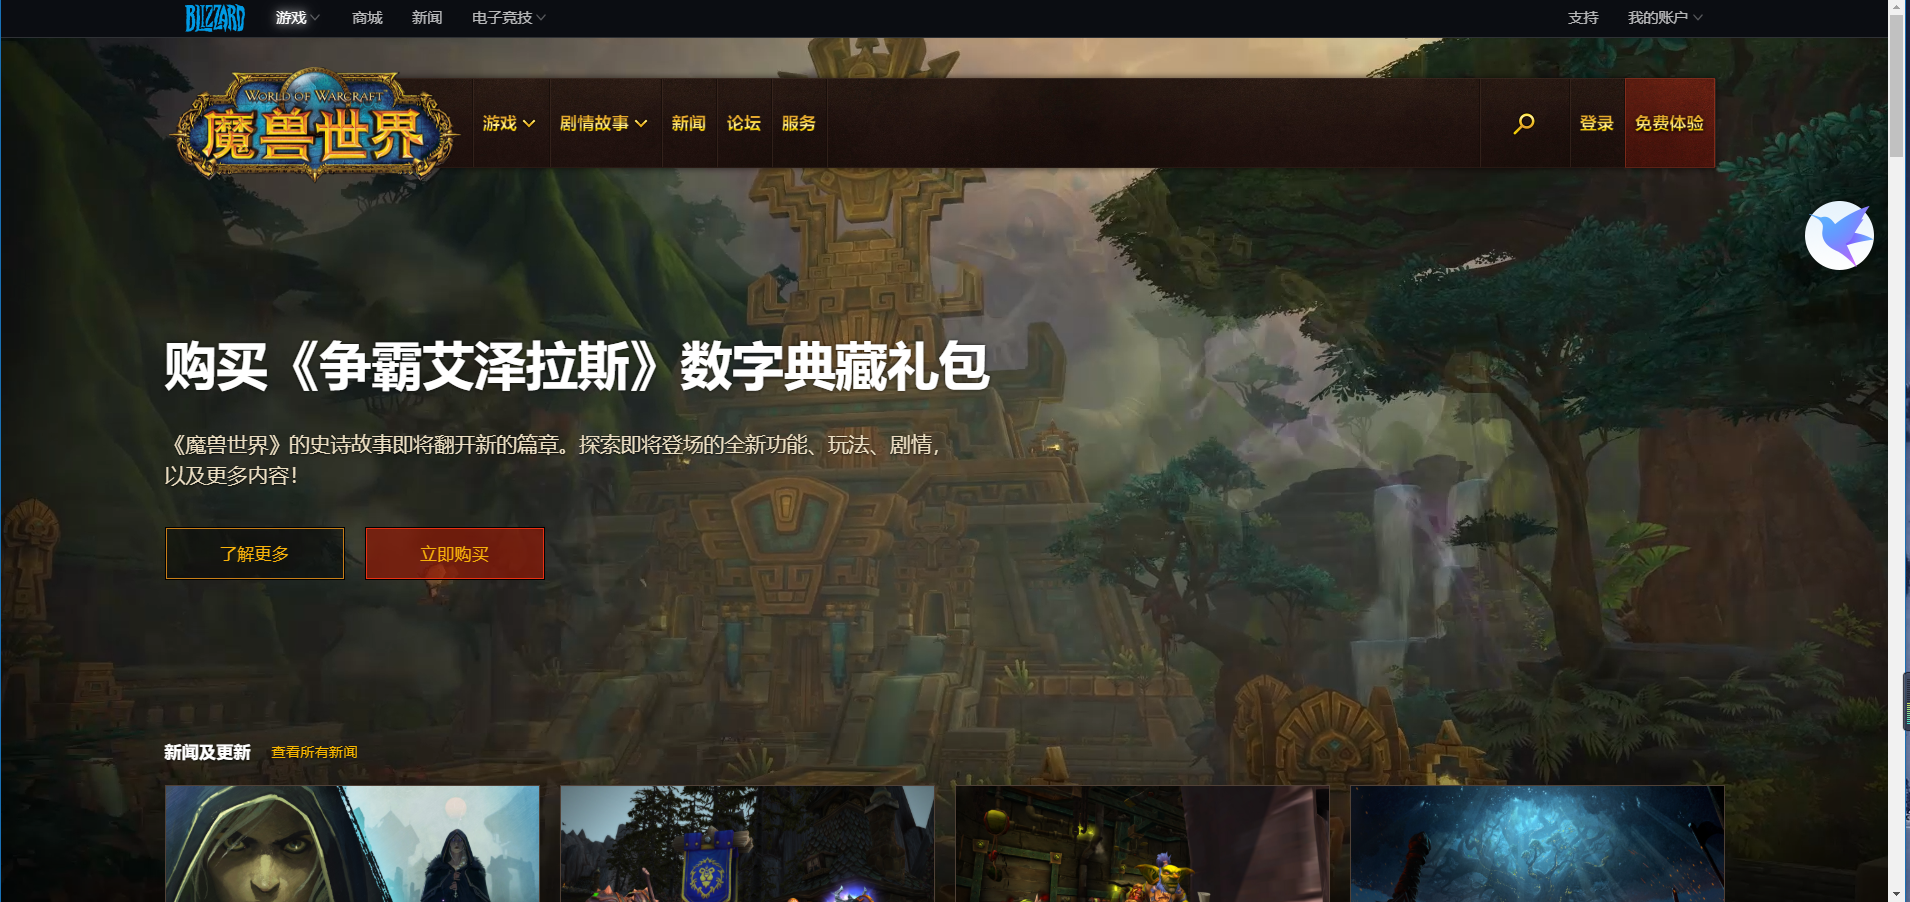 BLIZZARD 游戏 商城 新闻 电子竞技 支持 我的账户
WORLD OF WARCRAFT
魔兽世界
游戏 剧情故事 新闻 论坛 服务 登录 免费体验
购买《争霸艾泽拉斯》数字典藏礼包
《魔兽世界》的史诗故事即将翻开新的篇章。探索即将登场的全新功能、玩法、剧情，
以及更多内容！
了解更多 立即购买
新闻及更新 查看所有新闻